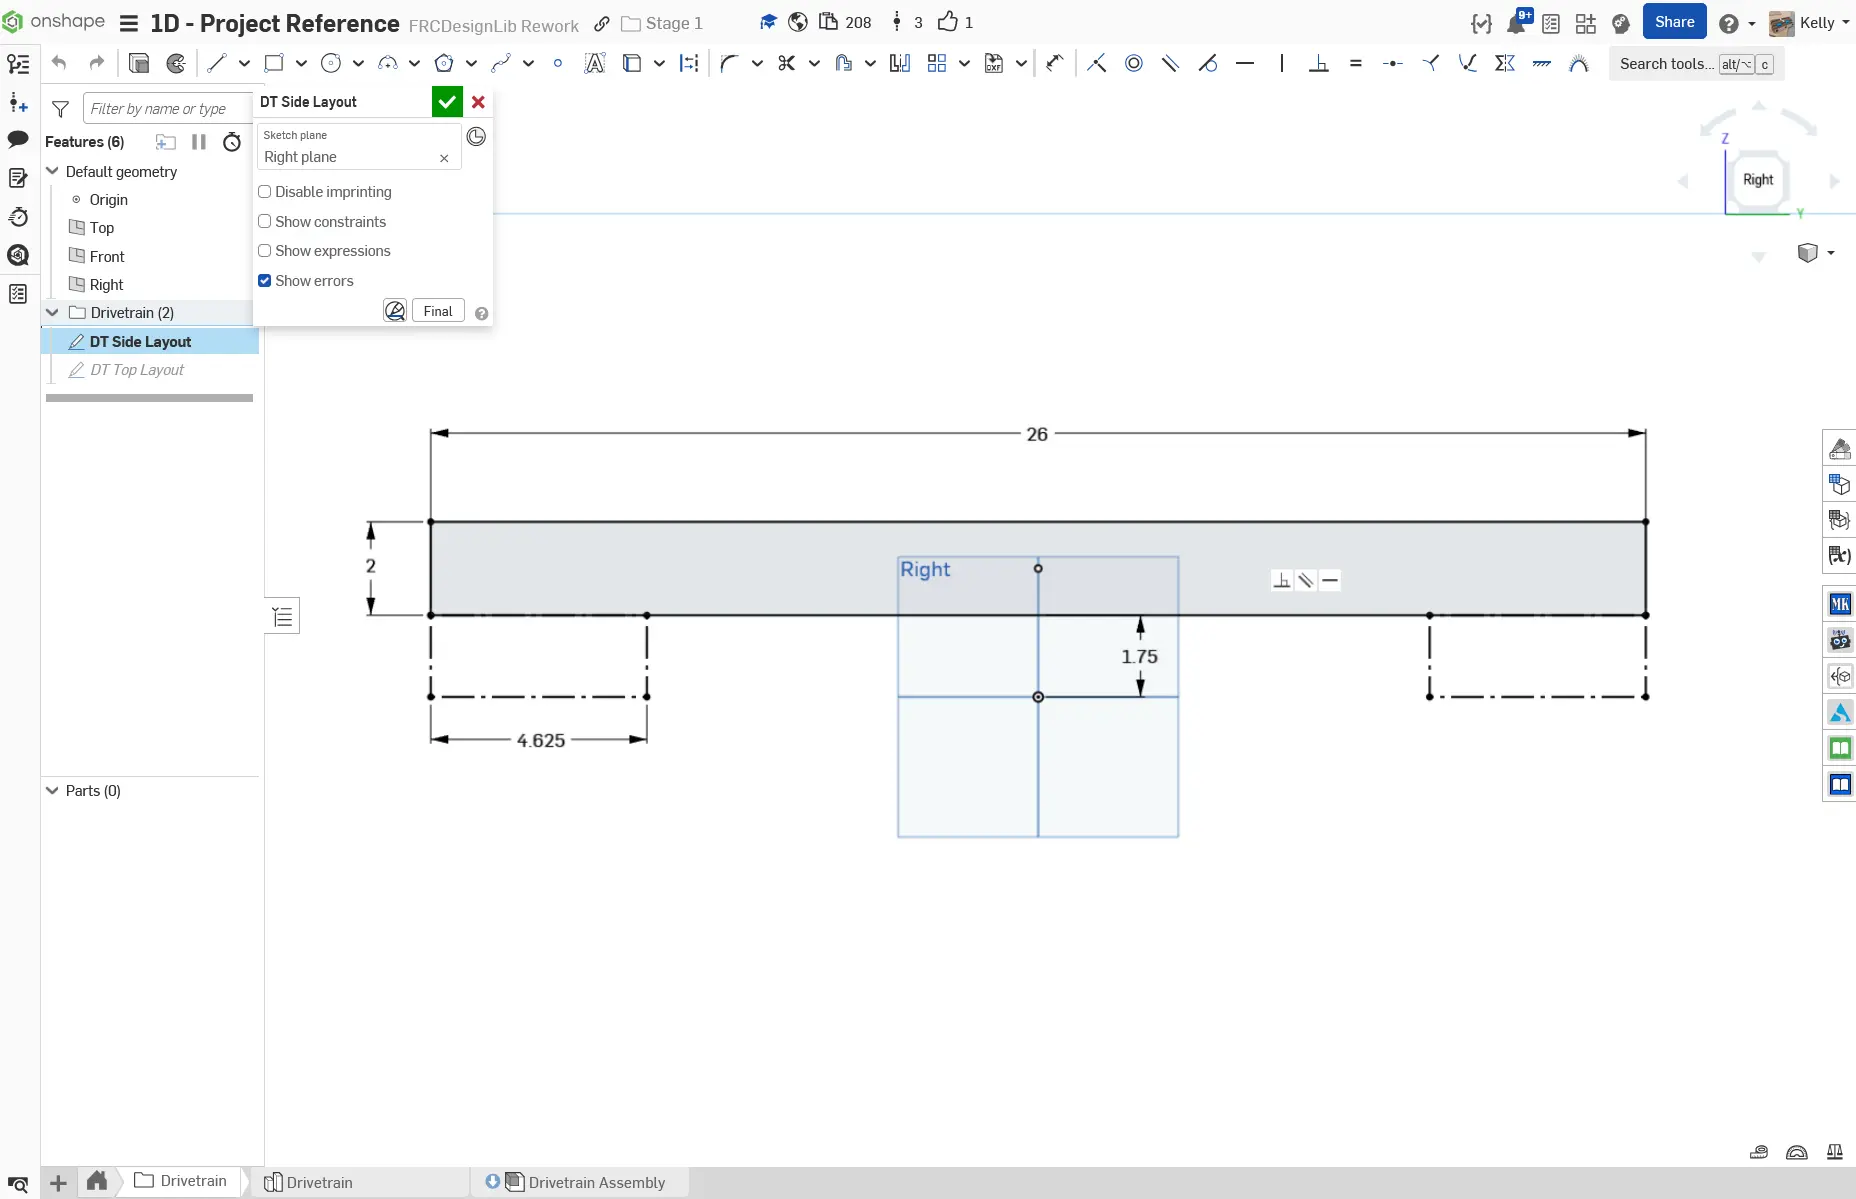 onshape
1D - Project Reference
FRCDesignLib Rework
Stage 1
208
3
1
9+
Share
Kelly
Search tools... alt/⌥ c
DXF
Filter by name or type
Features (6)
Default geometry
Origin
Top
Front
Right
Drivetrain (2)
DT Side Layout
DT Top Layout
Parts (0)
DT Side Layout
Sketch plane
Right plane
Disable imprinting
Show constraints
Show expressions
Show errors
Final
Z
Right
Y
26
2
Right
1.75
4.625
MK
Drivetrain
Drivetrain
Drivetrain Assembly